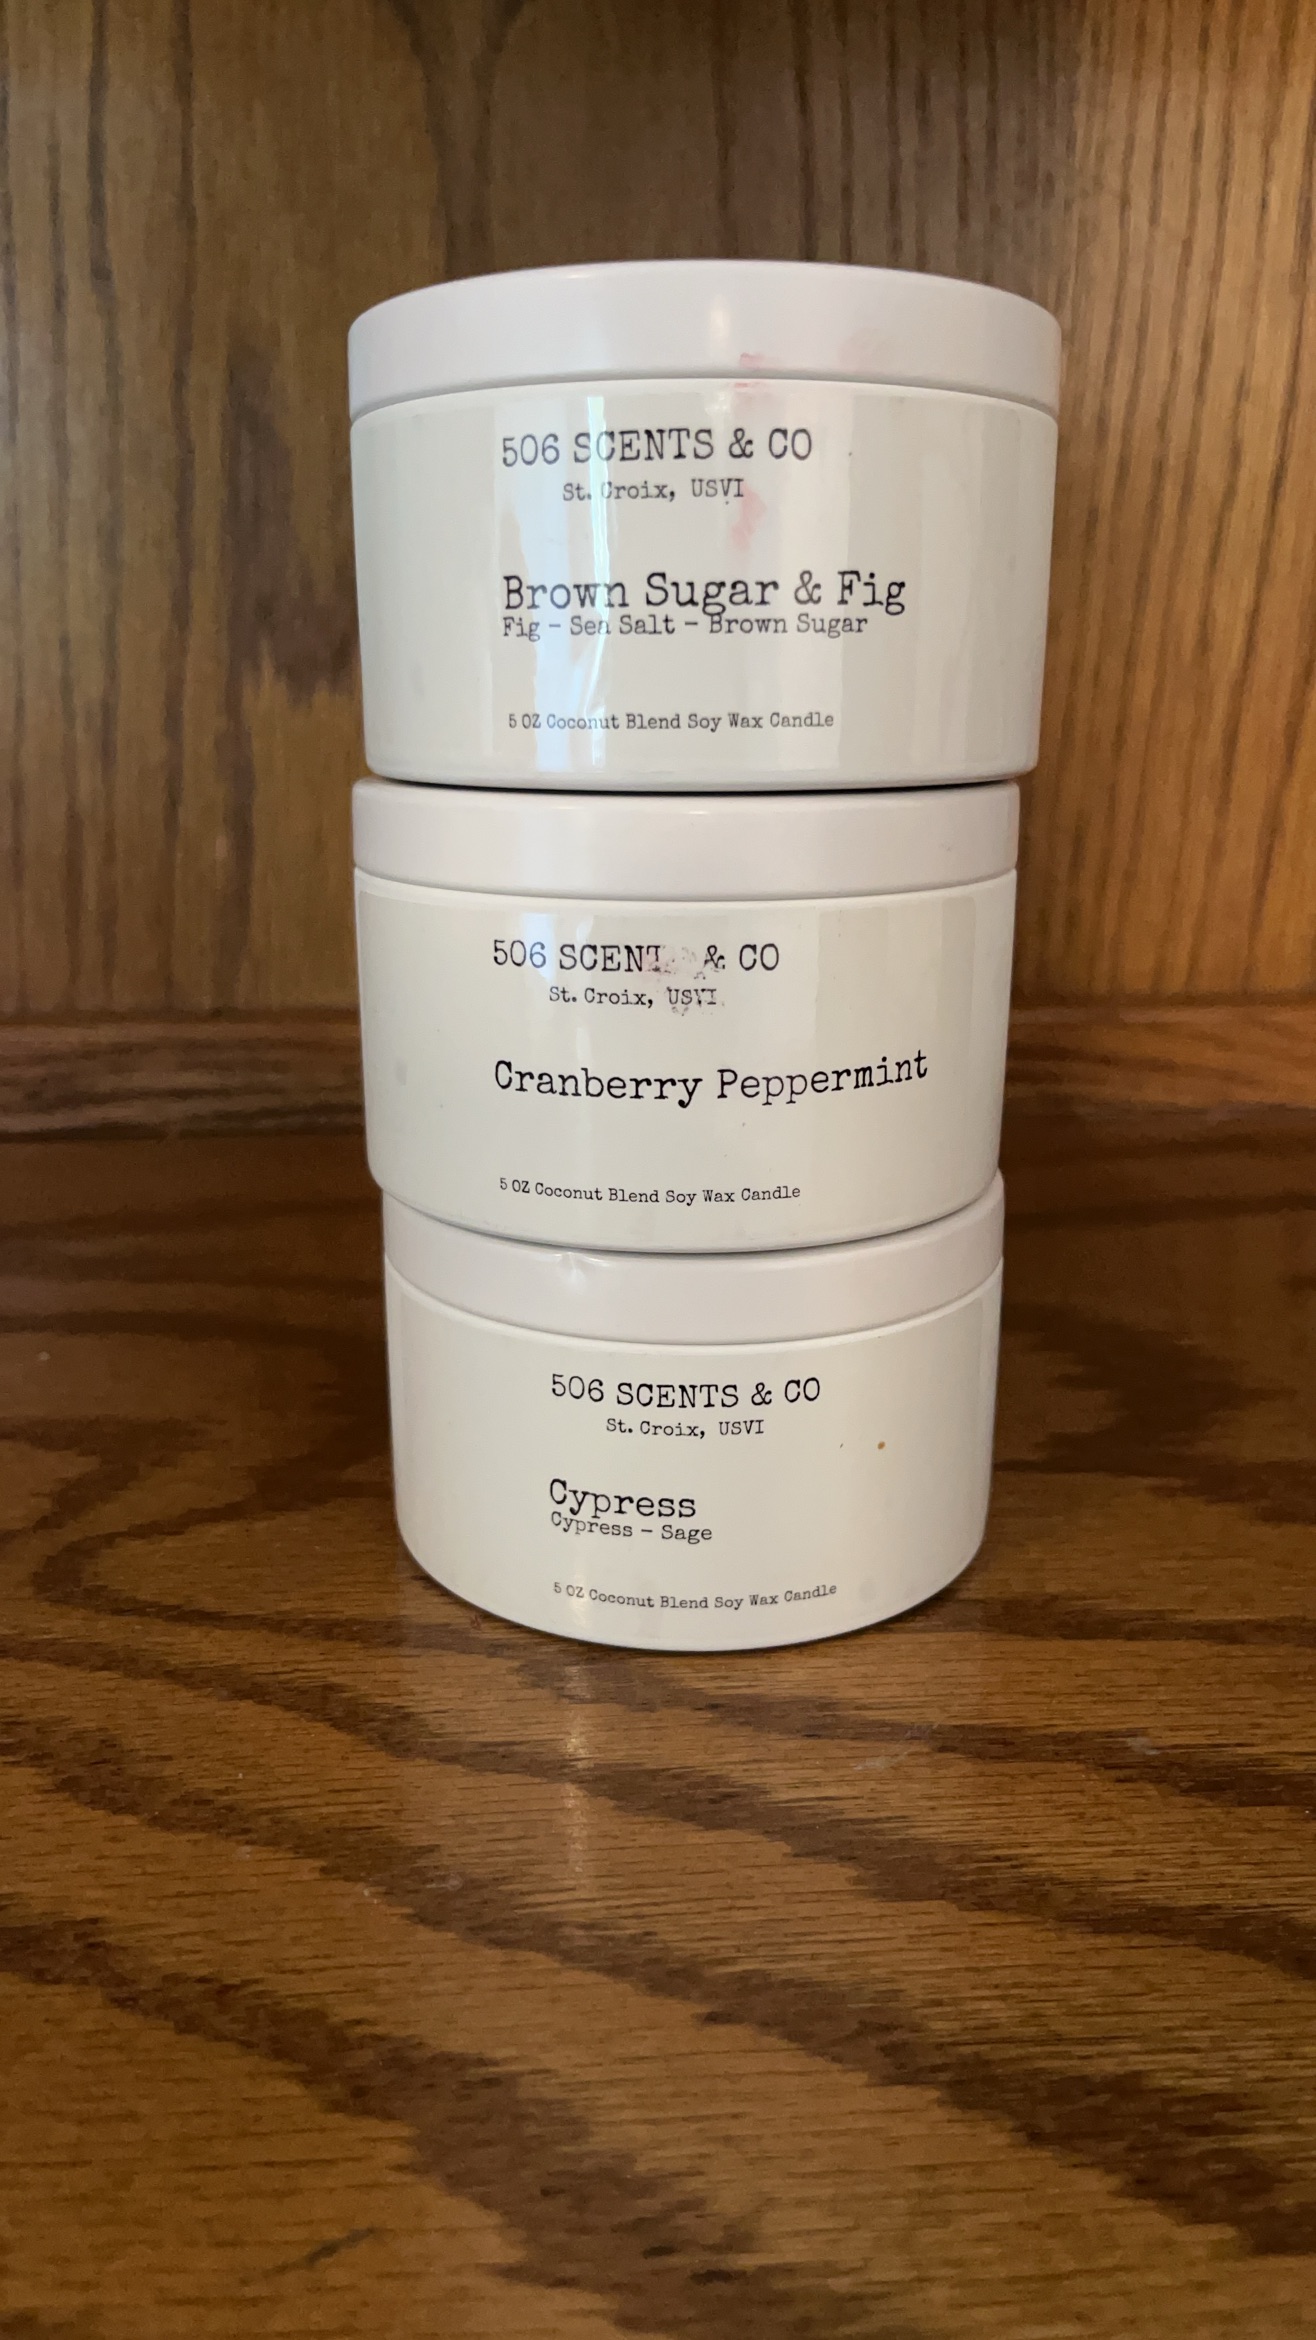 506 SCENTS & CO
St. Croix, USVI
Brown Sugar & Fig
Fig - Sea Salt - Brown Sugar
5 OZ Coconut Blend Soy Wax Candle
506 SCENT & CO
St. Croix, USVI
Cranberry Peppermint
5 OZ Coconut Blend Soy Wax Candle
506 SCENTS & CO
St. Croix, USVI
Cypress
Cypress - Sage
5 OZ Coconut Blend Soy Wax Candle